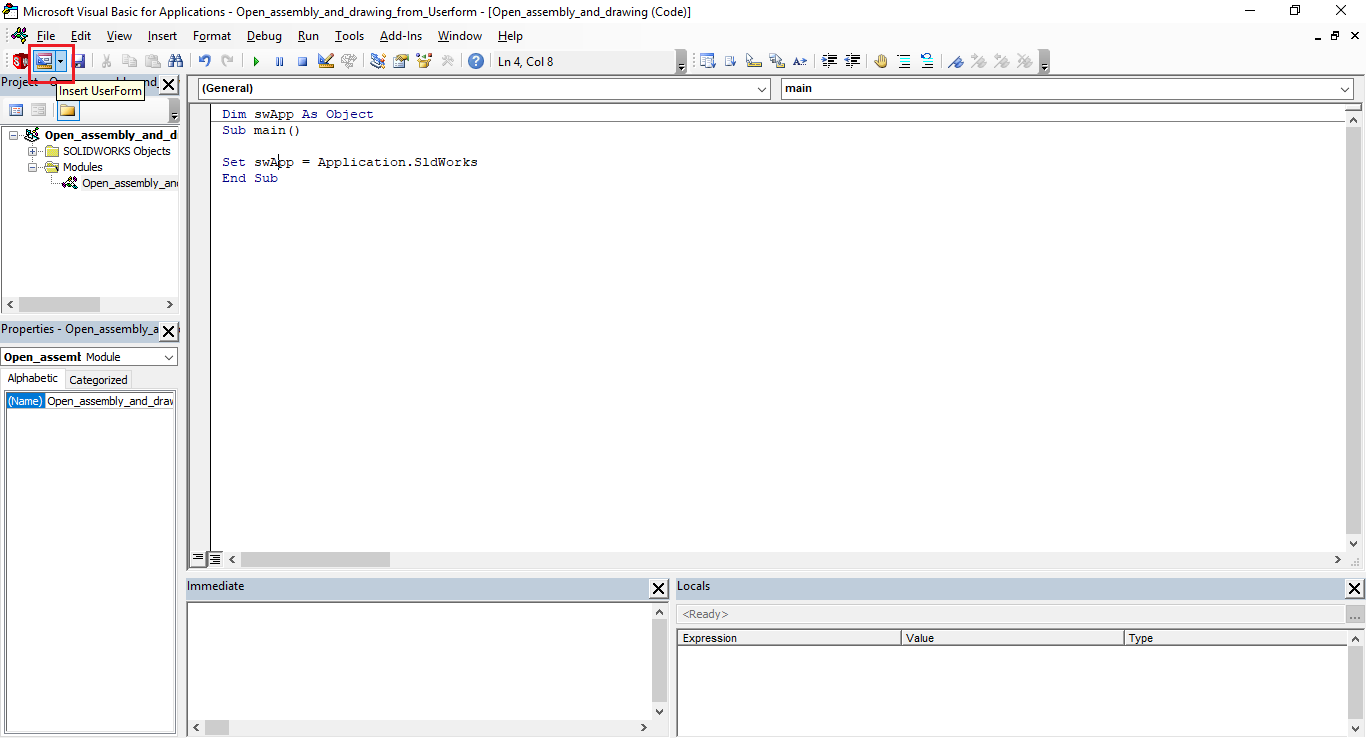 Microsoft Visual Basic for Applications - Open_assembly_and_drawing_from_Userform - [Open_assembly_and_drawing (Code)]
File Edit View Insert Format Debug Run Tools Add-Ins Window Help
Ln 4, Col 8
Project - O
Insert UserForm
(General)
main
Open_assembly_and_d
SOLIDWORKS Objects
Modules
Open_assembly_an
Dim swApp As Object
Sub main()
Set swApp = Application.SldWorks
End Sub
Properties - Open_assembly_a
Open_assemb Module
Alphabetic Categorized
(Name) Open_assembly_and_draw
Immediate
Locals
<Ready>
Expression Value Type